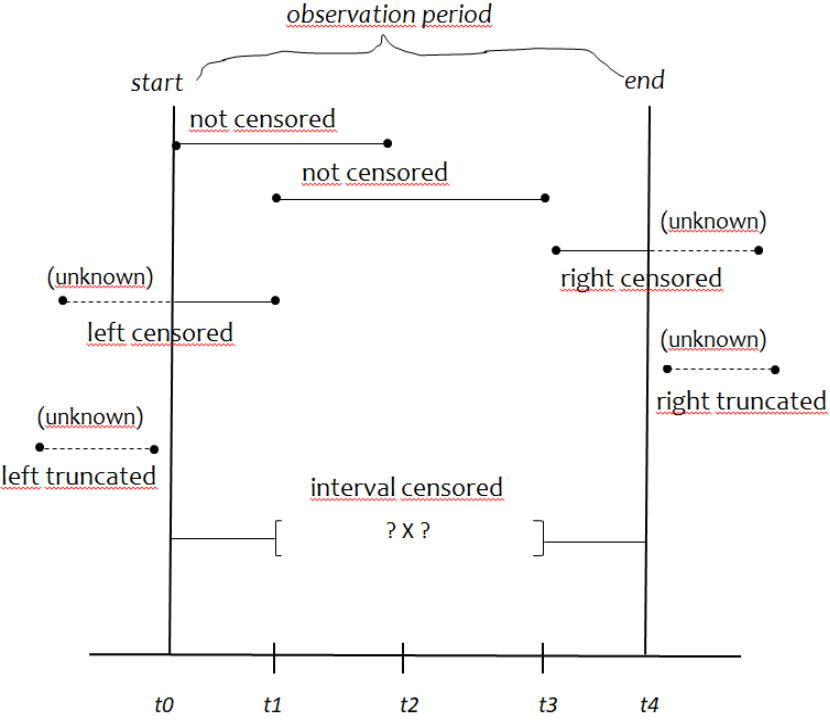 observation period
start
end
not censored
not censored
(unknown)
right censored
(unknown)
left censored
(unknown)
right truncated
(unknown)
left truncated
interval censored
? X ?
t0 t1 t2 t3 t4